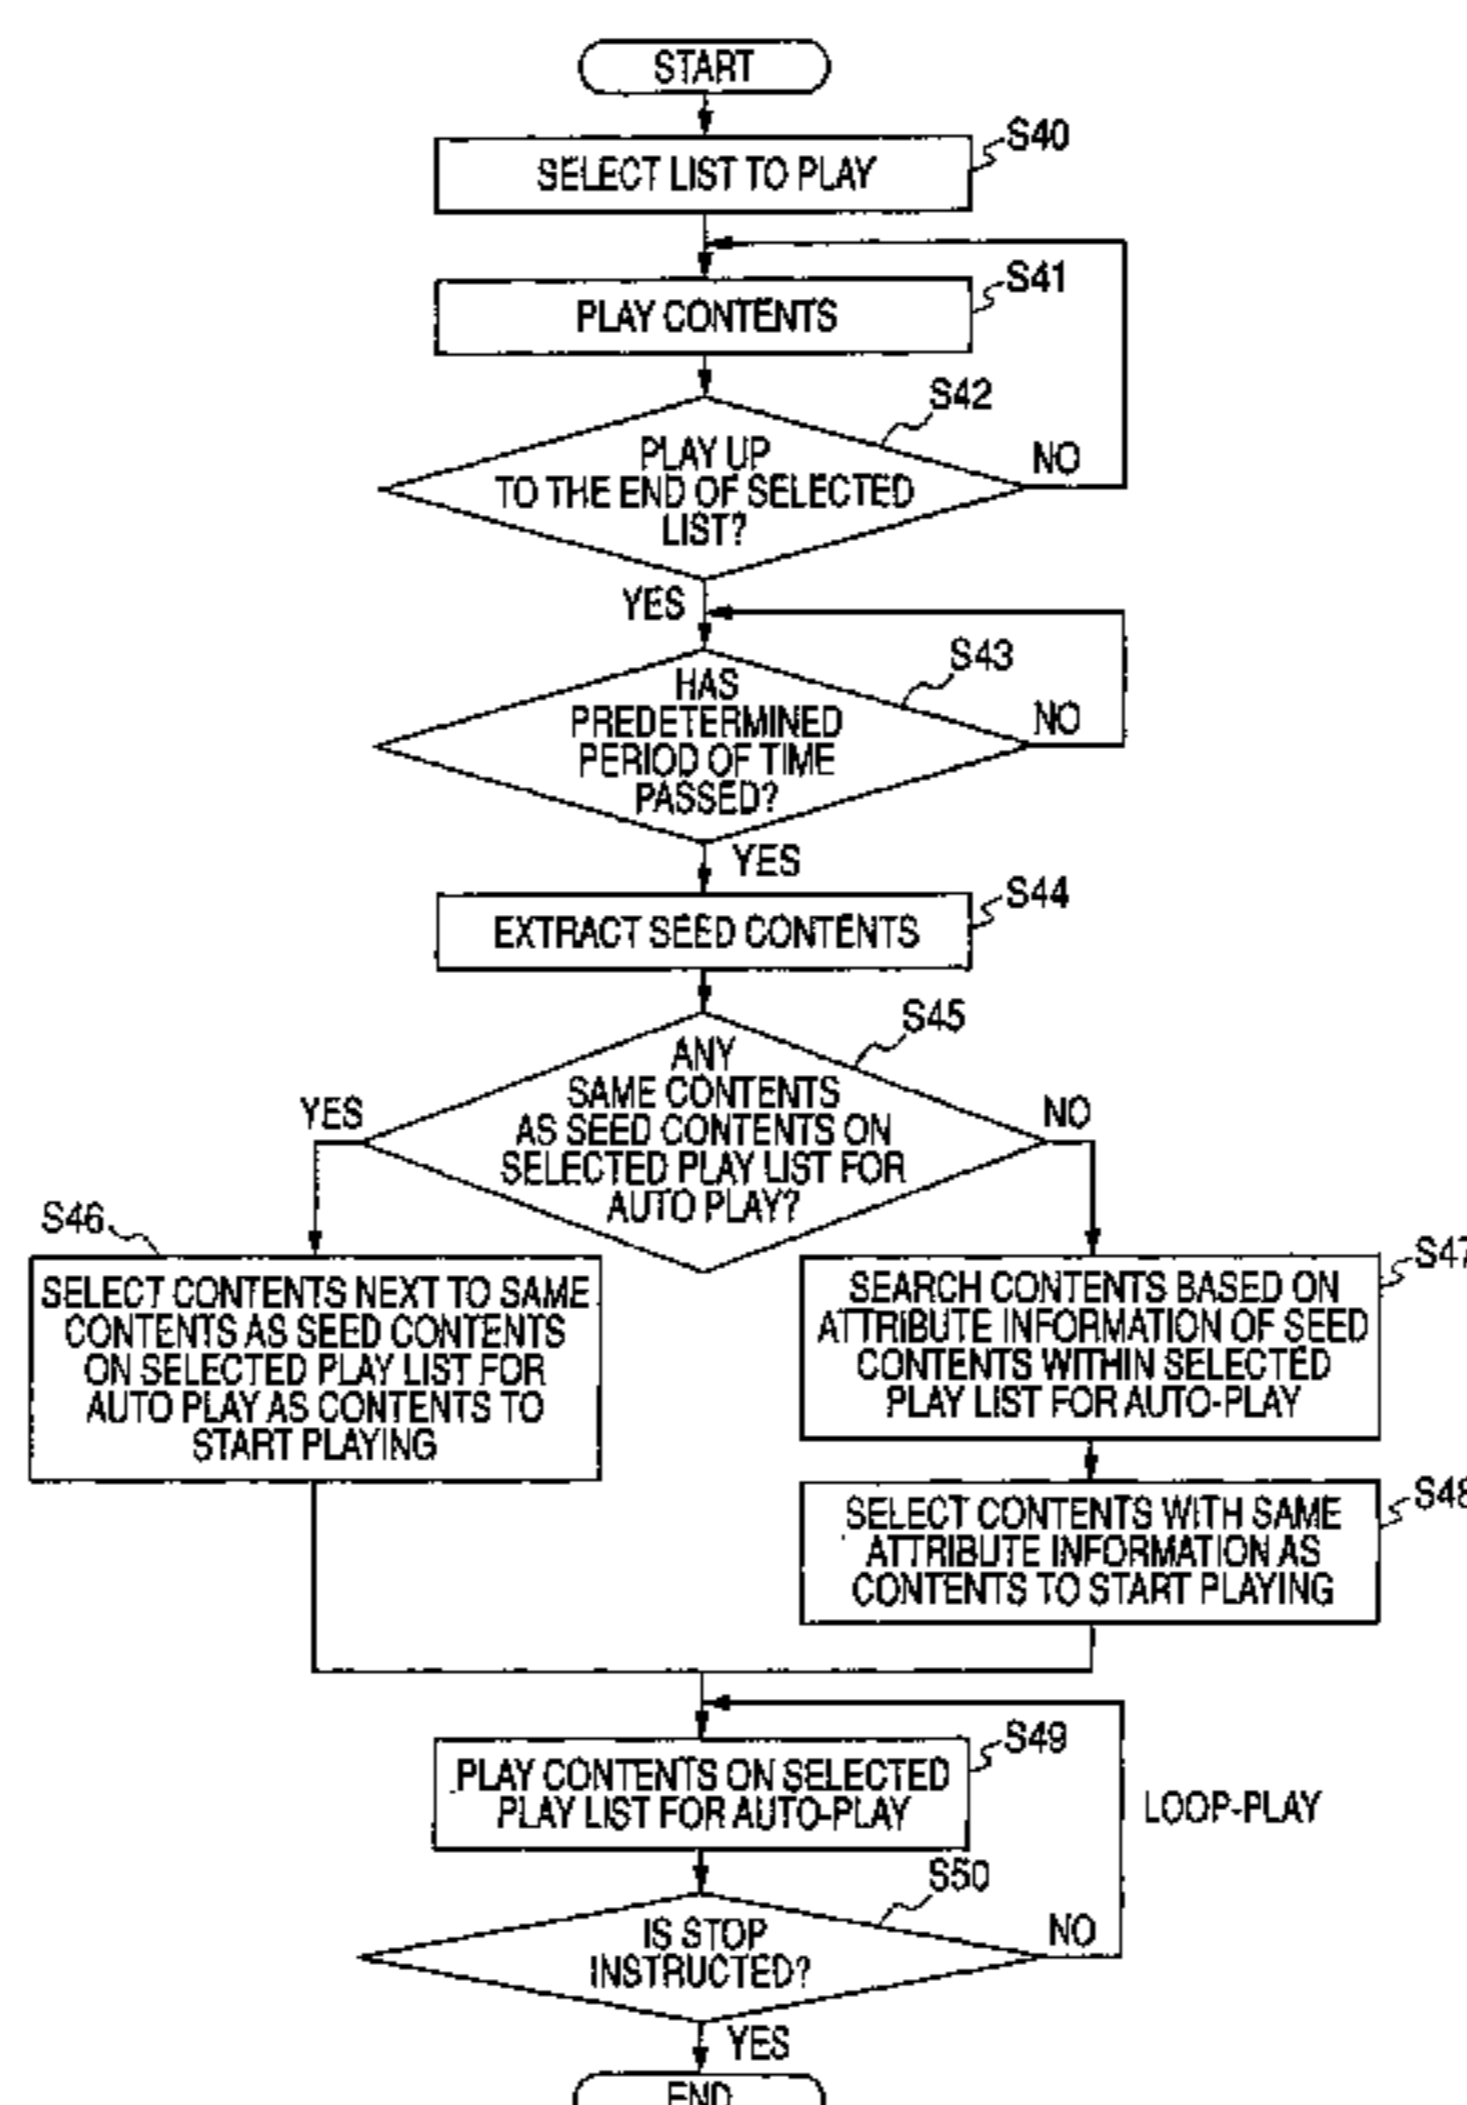 START
S40
SELECT LIST TO PLAY
S41
PLAY CONTENTS
S42
PLAY UP
TO THE END OF SELECTED
LIST?
NO
YES
S43
HAS
PREDETERMINED
PERIOD OF TIME
PASSED?
NO
YES
S44
EXTRACT SEED CONTENTS
S45
ANY
SAME CONTENTS
AS SEED CONTENTS ON
SELECTED PLAY LIST FOR
AUTO PLAY?
YES
NO
S46
SELECT CONTENTS NEXT TO SAME
CONTENTS AS SEED CONTENTS
ON SELECTED PLAY LIST FOR
AUTO PLAY AS CONTENTS TO
START PLAYING
S47
SEARCH CONTENTS BASED ON
ATTRIBUTE INFORMATION OF SEED
CONTENTS WITHIN SELECTED
PLAY LIST FOR AUTO-PLAY
S48
SELECT CONTENTS WITH SAME
ATTRIBUTE INFORMATION AS
CONTENTS TO START PLAYING
S49
PLAY CONTENTS ON SELECTED
PLAY LIST FOR AUTO-PLAY
LOOP-PLAY
S50
IS STOP
INSTRUCTED?
NO
YES
END